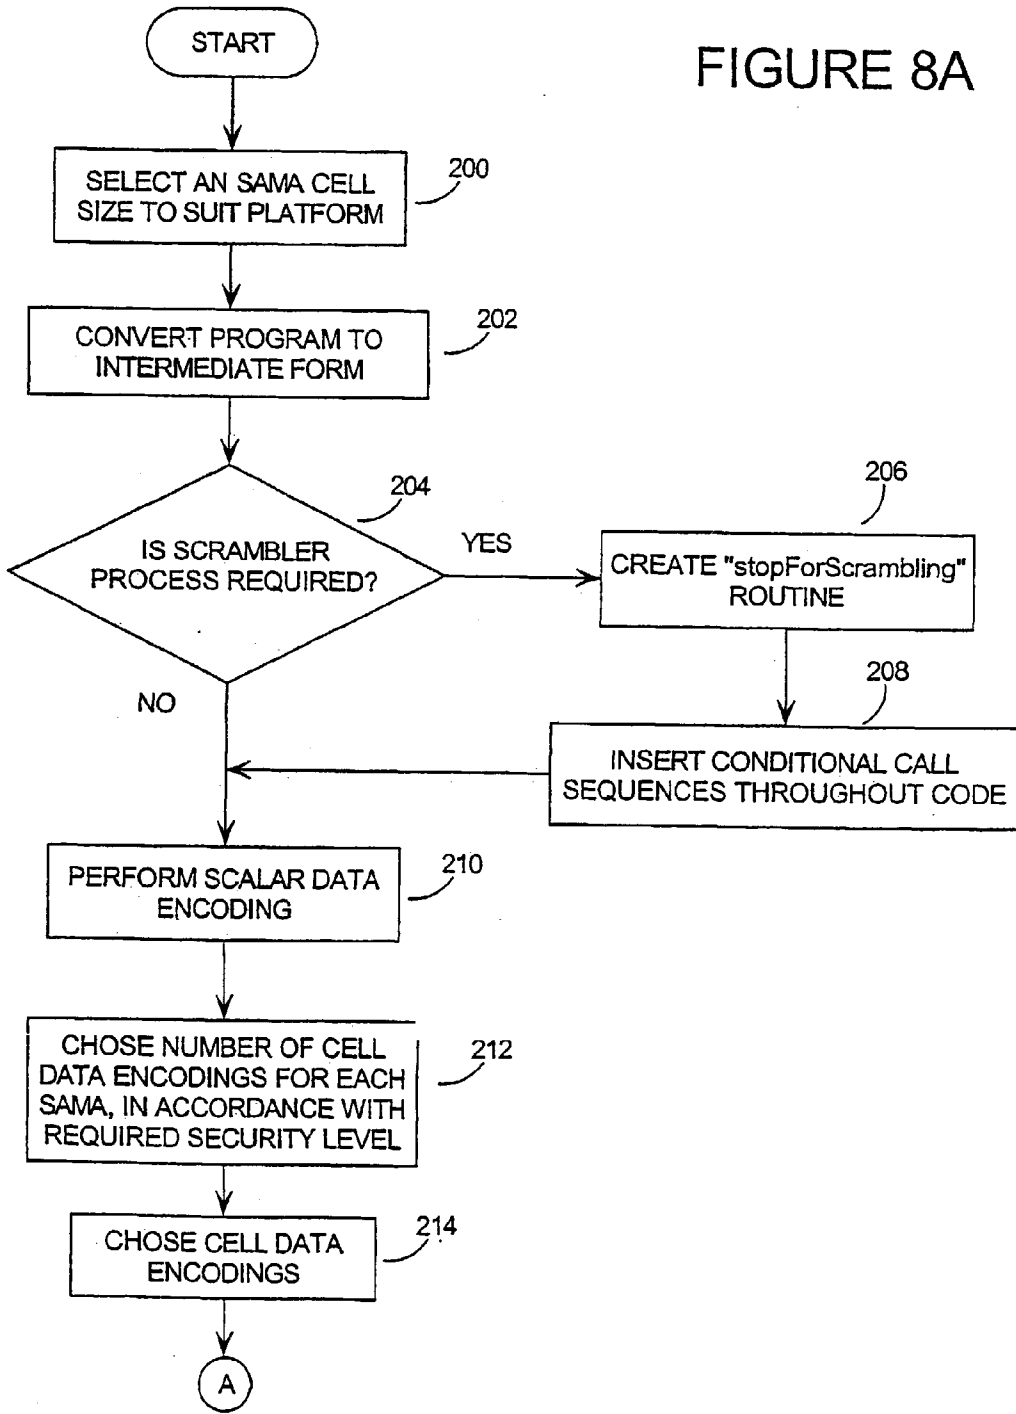 START
FIGURE 8A
200
SELECT AN SAMA CELL
SIZE TO SUIT PLATFORM
202
CONVERT PROGRAM TO
INTERMEDIATE FORM
204
IS SCRAMBLER
PROCESS REQUIRED?
YES
206
CREATE "stopForScrambling"
ROUTINE
NO
208
INSERT CONDITIONAL CALL
SEQUENCES THROUGHOUT CODE
210
PERFORM SCALAR DATA
ENCODING
212
CHOSE NUMBER OF CELL
DATA ENCODINGS FOR EACH
SAMA, IN ACCORDANCE WITH
REQUIRED SECURITY LEVEL
214
CHOSE CELL DATA
ENCODINGS
A